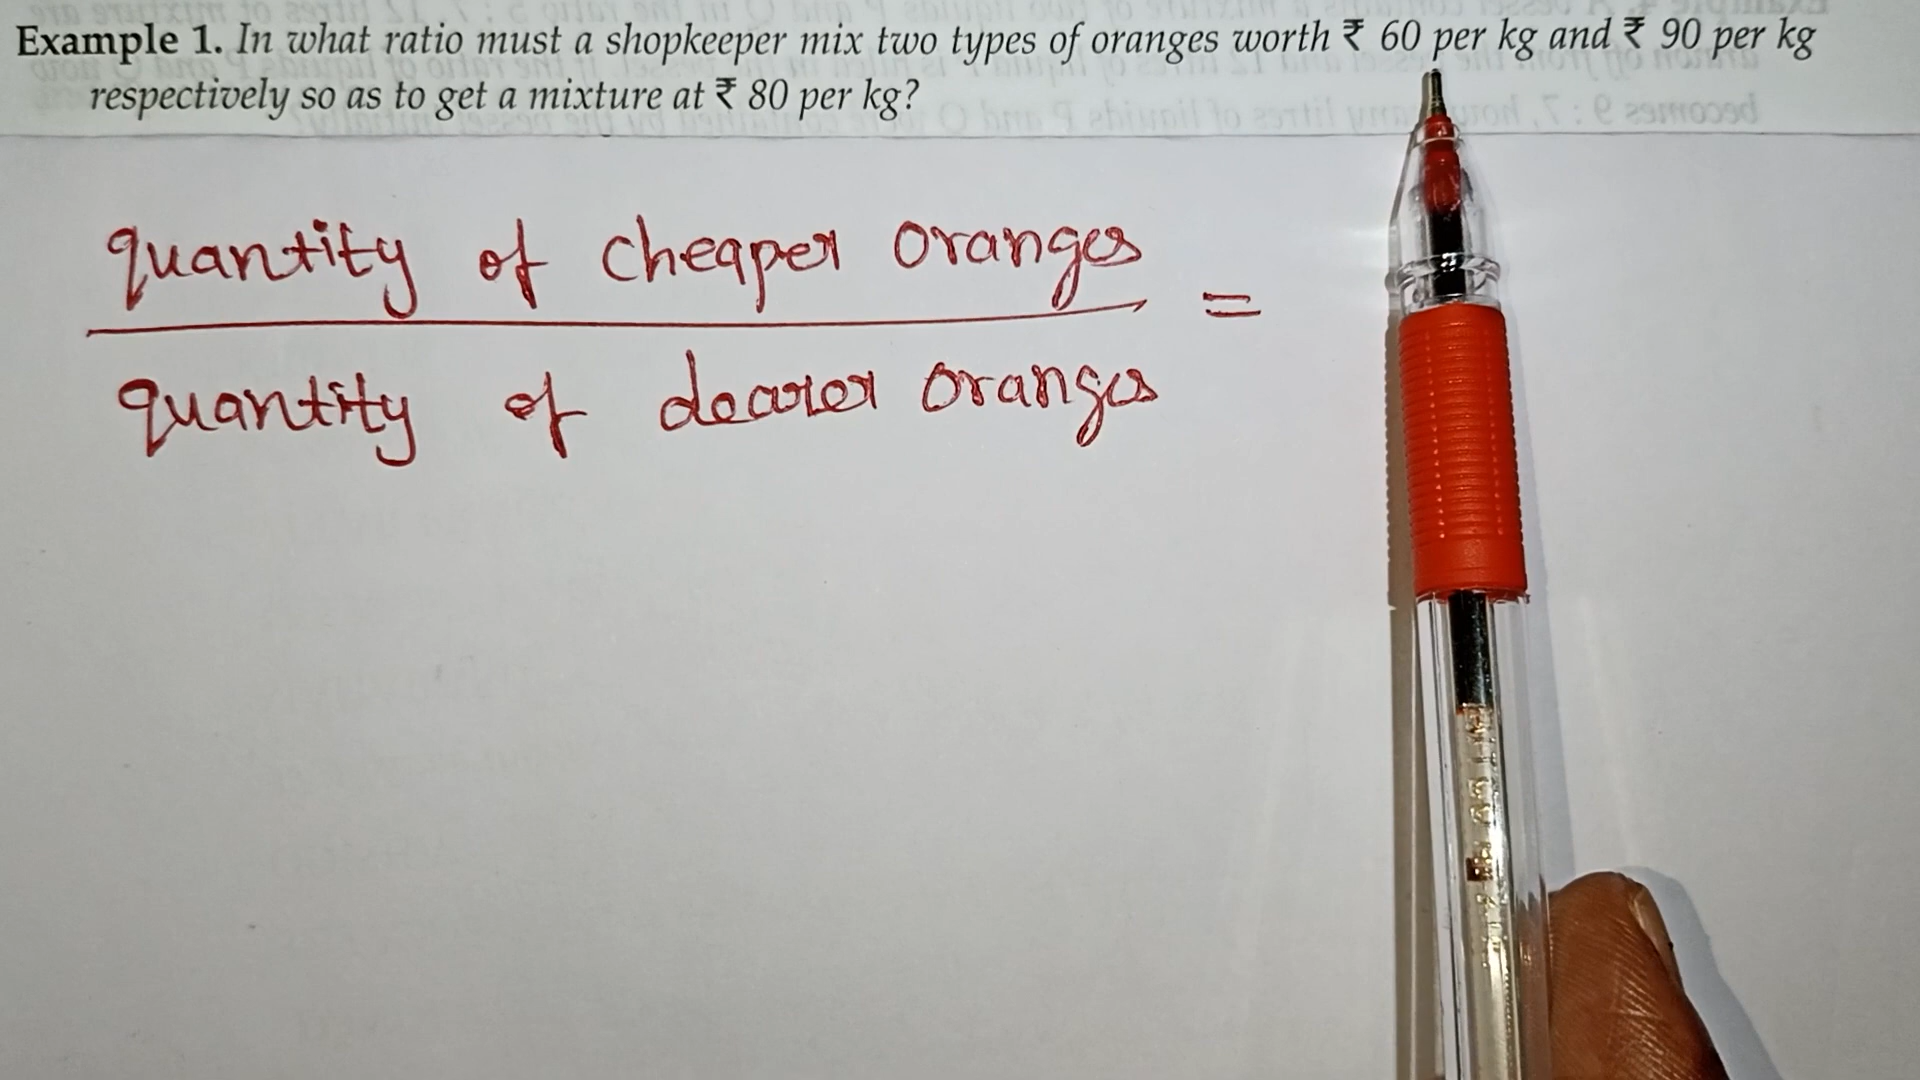 Example 1. In what ratio must a shopkeeper mix two types of oranges worth ₹ 60 per kg and ₹ 90 per kg
respectively so as to get a mixture at ₹ 80 per kg?
quantity of cheaper oranges
=
quantity of dearer oranges